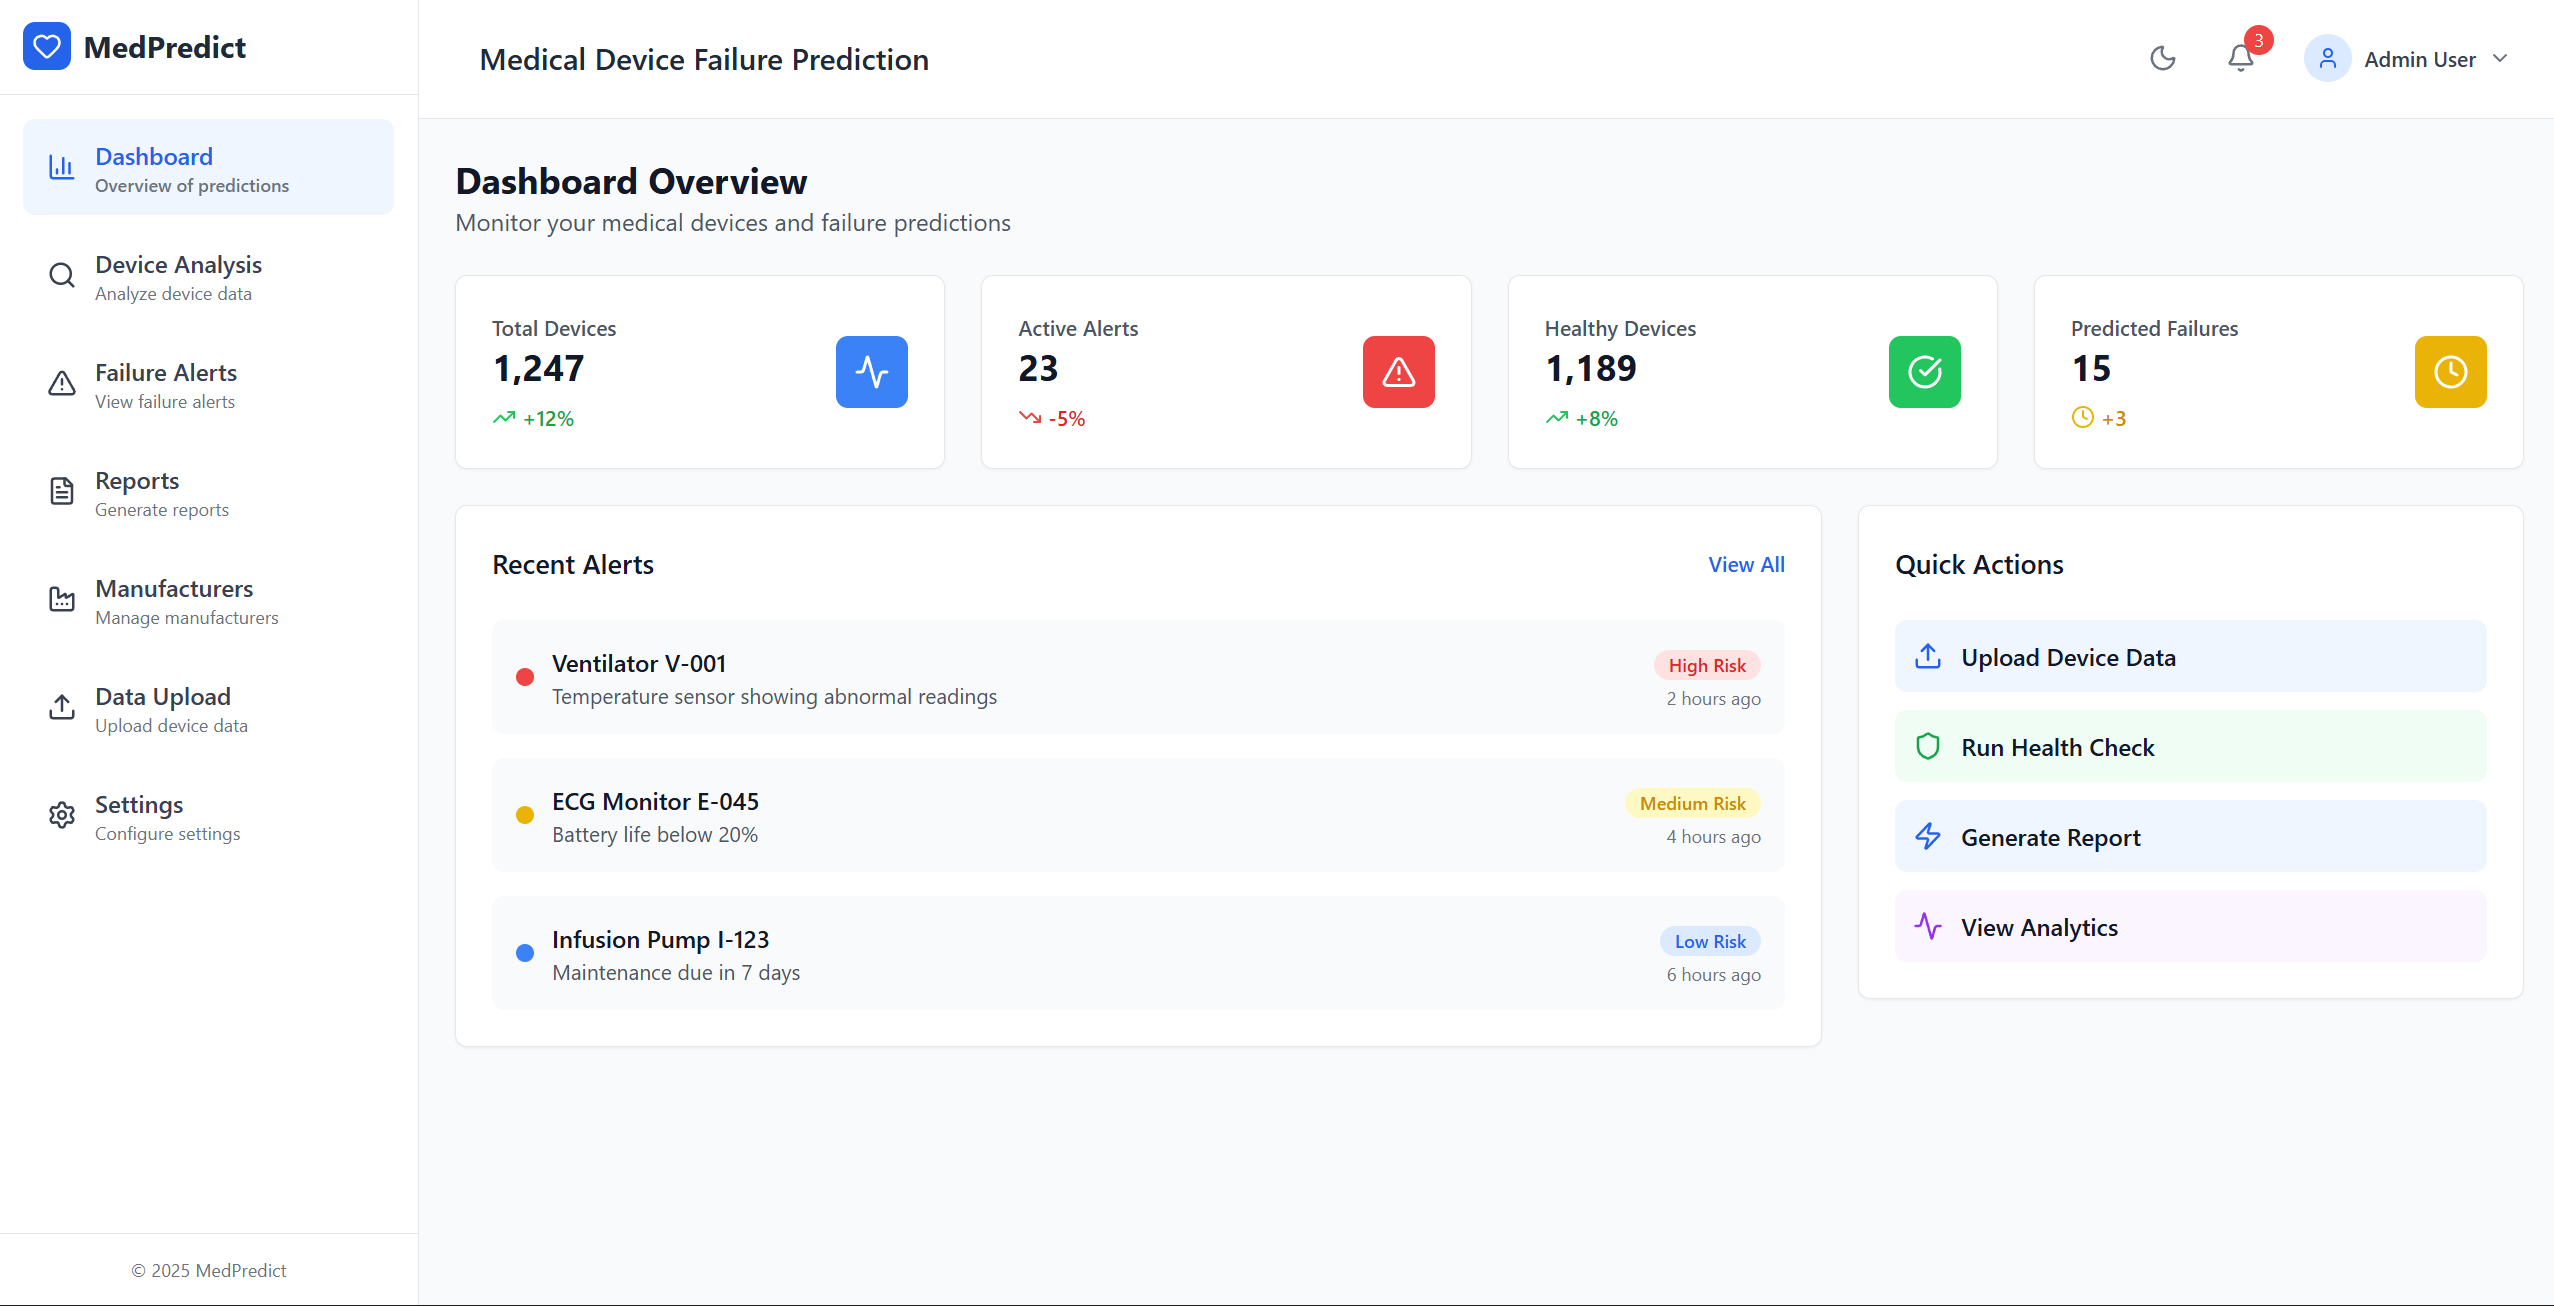 MedPredict
Dashboard
Overview of predictions
Device Analysis
Analyze device data
Failure Alerts
View failure alerts
Reports
Generate reports
Manufacturers
Manage manufacturers
Data Upload
Upload device data
Settings
Configure settings
© 2025 MedPredict
Medical Device Failure Prediction
3
Admin User
Dashboard Overview
Monitor your medical devices and failure predictions
Total Devices
1,247
+12%
Active Alerts
23
-5%
Healthy Devices
1,189
+8%
Predicted Failures
15
+3
Recent Alerts
View All
Ventilator V-001
Temperature sensor showing abnormal readings
High Risk
2 hours ago
ECG Monitor E-045
Battery life below 20%
Medium Risk
4 hours ago
Infusion Pump I-123
Maintenance due in 7 days
Low Risk
6 hours ago
Quick Actions
Upload Device Data
Run Health Check
Generate Report
View Analytics